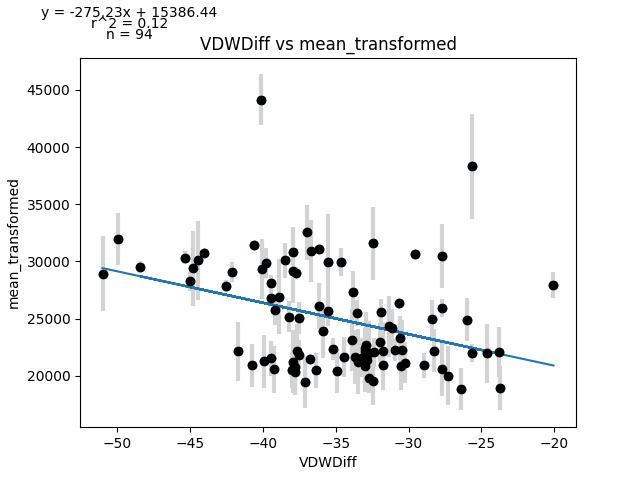 y = -275.23x + 15386.44
r^2 = 0.12
n = 94
VDWDiff vs mean_transformed
45000
40000
35000
30000
25000
20000
mean_transformed
−50 −45 −40 −35 −30 −25 −20
VDWDiff